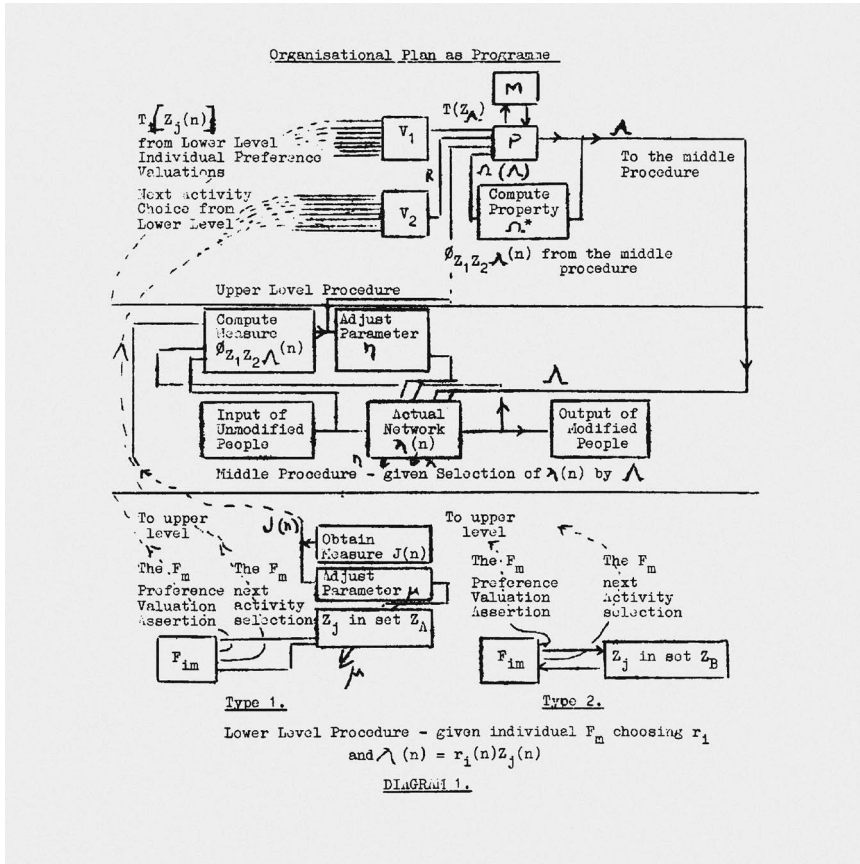 Organisational Plan as Programme
M
T*[Zj(n)]
from Lower Level
Individual Preference
Valuations
V1
T(ZΛ)
P
Λ
To the middle
Procedure
R
Ω(Λ)
Next activity
Choice from
Lower Level
V2
Compute
Property
Ω*
ØZ1Z2Λ(n) from the middle
procedure
Upper Level Procedure
Compute
Measure
ØZ1Z2Λ(n)
Adjust
Parameter
η
Λ
Input of
Unmodified
People
Actual
Network
λ(n)
Output of
Modified
People
η
λ
Middle Procedure - given Selection of λ(n) by Λ
To upper
level
J(n)
Obtain
Measure J(n)
The Fm
Preference
Valuation
Assertion
The Fm
next
activity
selection
Adjust
Parameter μ
Zj in set ZA
Fim
μ
Type 1.
To upper
level
The Fm
Preference
Valuation
Assertion
The Fm
next
Activity
selection
Fim
Zj in set ZB
Type 2.
Lower Level Procedure - given individual Fm choosing ri
and λ(n) = ri(n)Zj(n)
DIAGRAM 1.